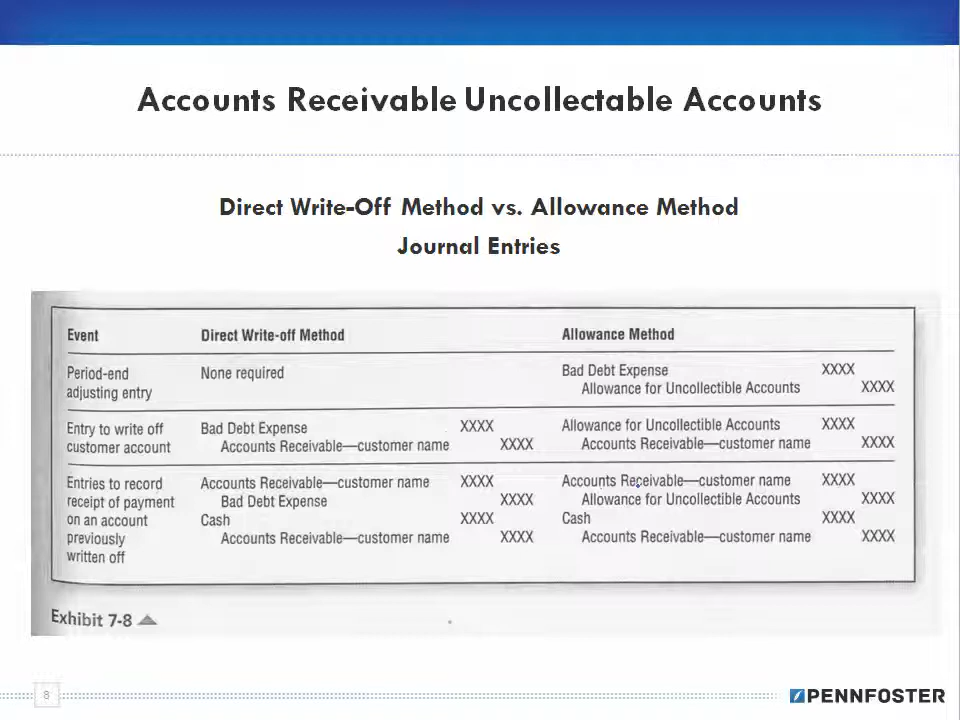 Accounts Receivable Uncollectable Accounts
Direct Write-Off Method vs. Allowance Method
Journal Entries
Event Direct Write-off Method Allowance Method
Period-end None required Bad Debt Expense XXXX
adjusting entry Allowance for Uncollectible Accounts XXXX
Entry to write off Bad Debt Expense XXXX Allowance for Uncollectible Accounts XXXX
customer account Accounts Receivable—customer name XXXX Accounts Receivable—customer name XXXX
Entries to record Accounts Receivable—customer name XXXX Accounts Receivable—customer name XXXX
receipt of payment Bad Debt Expense XXXX Allowance for Uncollectible Accounts XXXX
on an account Cash XXXX Cash XXXX
previously Accounts Receivable—customer name XXXX Accounts Receivable—customer name XXXX
written off
Exhibit 7-8
8
PENNFOSTER